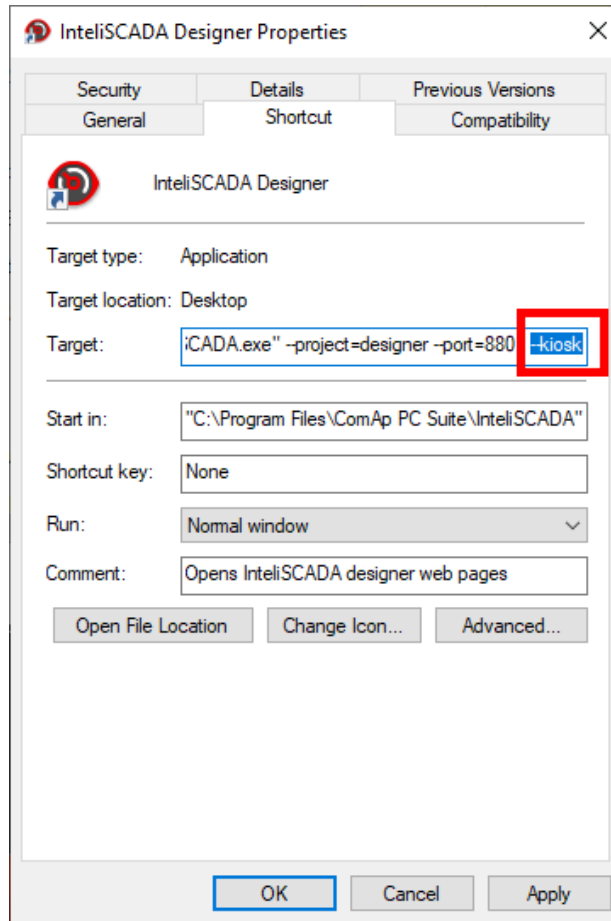 InteliSCADA Designer Properties
Security Details Previous Versions
General Shortcut Compatibility
InteliSCADA Designer
Target type: Application
Target location: Desktop
Target: CADA.exe" --project=designer --port=880 --kiosk
Start in: "C:\Program Files\ComAp PC Suite\InteliSCADA"
Shortcut key: None
Run: Normal window
Comment: Opens InteliSCADA designer web pages
Open File Location Change Icon... Advanced...
OK Cancel Apply